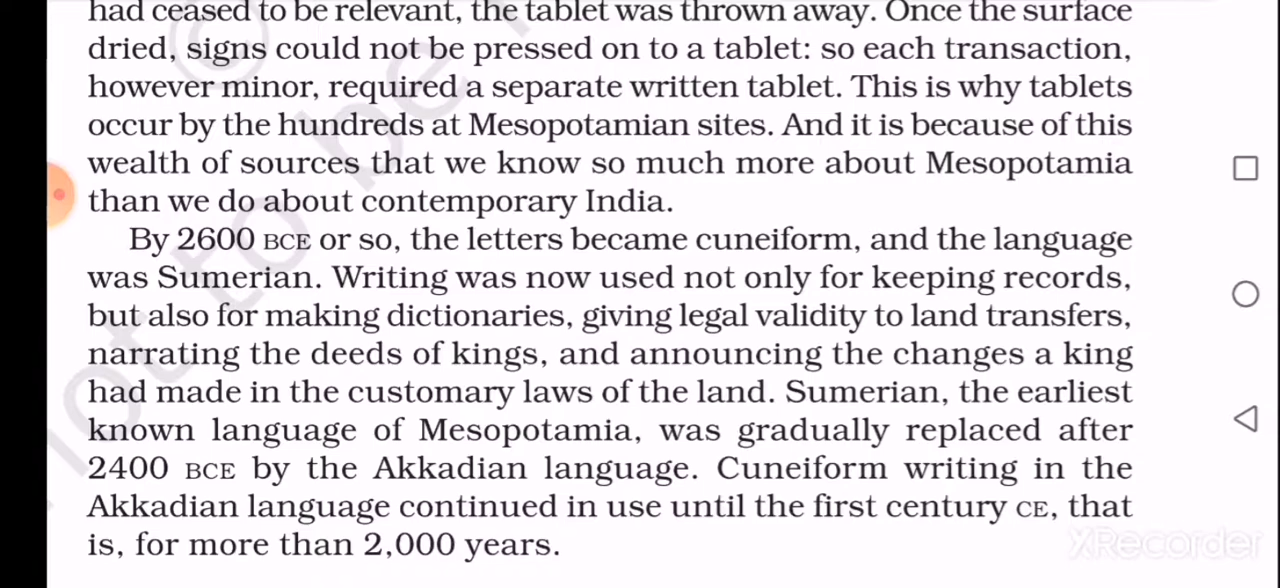 had ceased to be relevant, the tablet was thrown away. Once the surface
dried, signs could not be pressed on to a tablet: so each transaction,
however minor, required a separate written tablet. This is why tablets
occur by the hundreds at Mesopotamian sites. And it is because of this
wealth of sources that we know so much more about Mesopotamia
than we do about contemporary India.
By 2600 BCE or so, the letters became cuneiform, and the language
was Sumerian. Writing was now used not only for keeping records,
but also for making dictionaries, giving legal validity to land transfers,
narrating the deeds of kings, and announcing the changes a king
had made in the customary laws of the land. Sumerian, the earliest
known language of Mesopotamia, was gradually replaced after
2400 BCE by the Akkadian language. Cuneiform writing in the
Akkadian language continued in use until the first century CE, that
is, for more than 2,000 years.
XRecorder
not to be